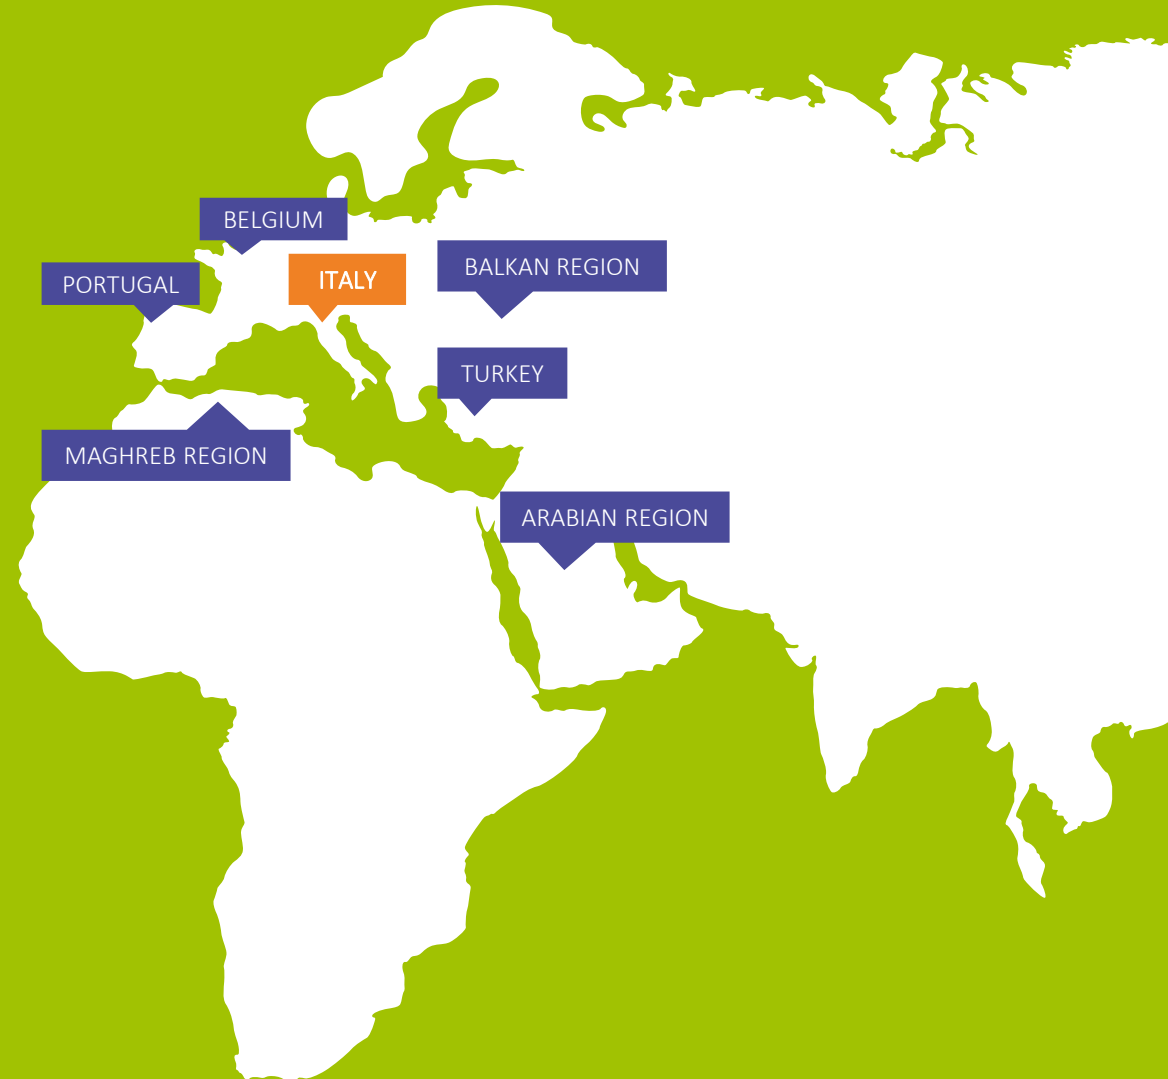 BELGIUM
PORTUGAL
ITALY
BALKAN REGION
TURKEY
MAGHREB REGION
ARABIAN REGION